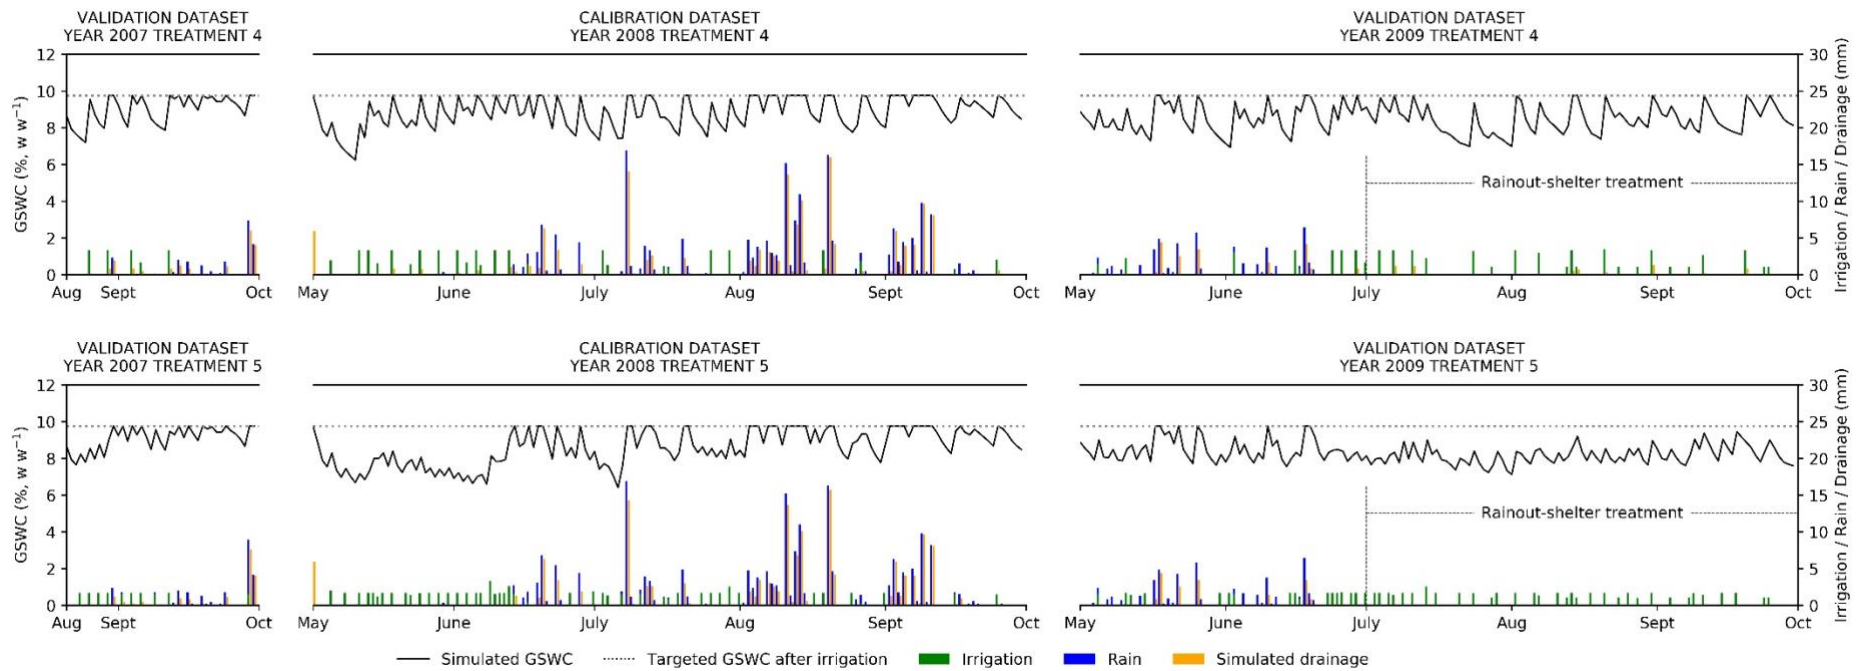 VALIDATION DATASET
YEAR 2007 TREATMENT 4
CALIBRATION DATASET
YEAR 2008 TREATMENT 4
VALIDATION DATASET
YEAR 2009 TREATMENT 4
GSWC (%, w w⁻¹)
12
10
8
6
4
2
0
Aug Sept Oct
May June July Aug Sept Oct
Rainout-shelter treatment
May June July Aug Sept Oct
30
25
20
15
10
5
0
Irrigation / Rain / Drainage (mm)
VALIDATION DATASET
YEAR 2007 TREATMENT 5
CALIBRATION DATASET
YEAR 2008 TREATMENT 5
VALIDATION DATASET
YEAR 2009 TREATMENT 5
GSWC (%, w w⁻¹)
12
10
8
6
4
2
0
Aug Sept Oct
May June July Aug Sept Oct
Rainout-shelter treatment
May June July Aug Sept Oct
30
25
20
15
10
5
0
Irrigation / Rain / Drainage (mm)
Simulated GSWC Targeted GSWC after irrigation Irrigation Rain Simulated drainage